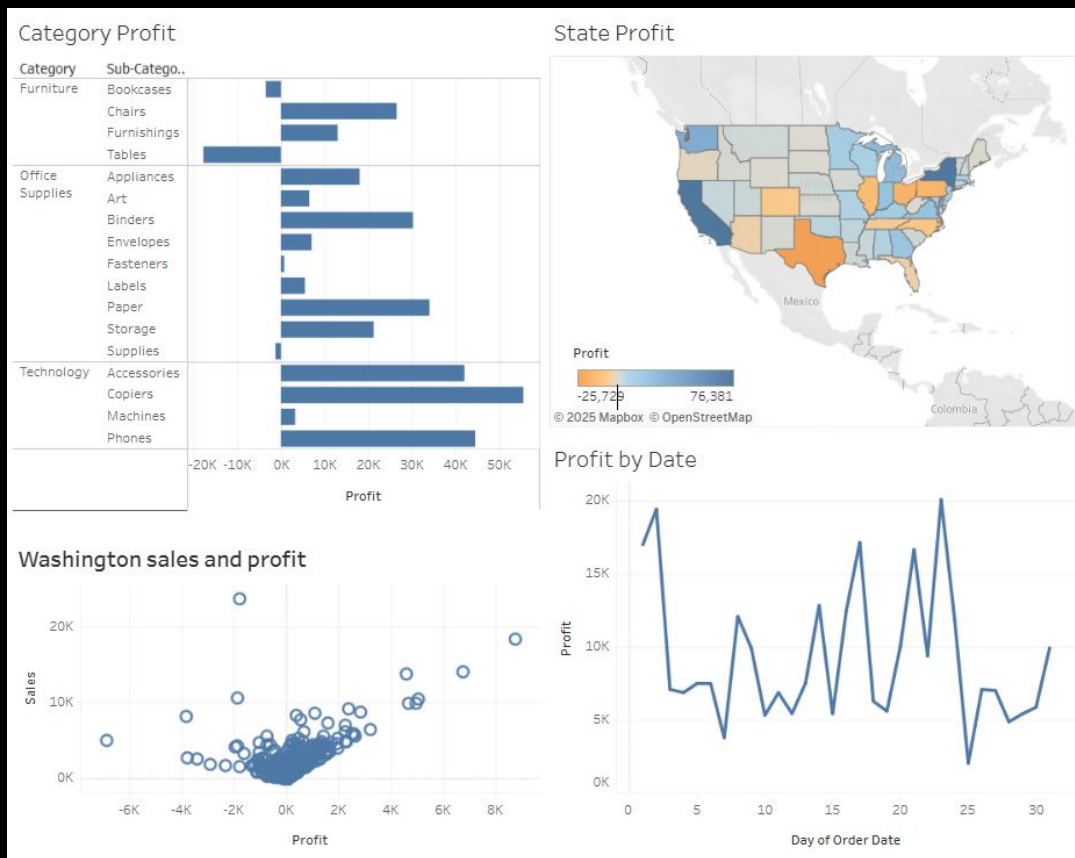 Category Profit
Category Sub-Catego..
Furniture Bookcases
Chairs
Furnishings
Tables
Office Supplies Appliances
Art
Binders
Envelopes
Fasteners
Labels
Paper
Storage
Supplies
Technology Accessories
Copiers
Machines
Phones
-20K -10K 0K 10K 20K 30K 40K 50K
Profit
State Profit
United
Mexico
Colombia
Profit
-25,729 76,381
© 2025 Mapbox © OpenStreetMap
Washington sales and profit
20K
10K
0K
Sales
-6K -4K -2K 0K 2K 4K 6K 8K
Profit
Profit by Date
20K
15K
10K
5K
0K
Profit
0 5 10 15 20 25 30
Day of Order Date